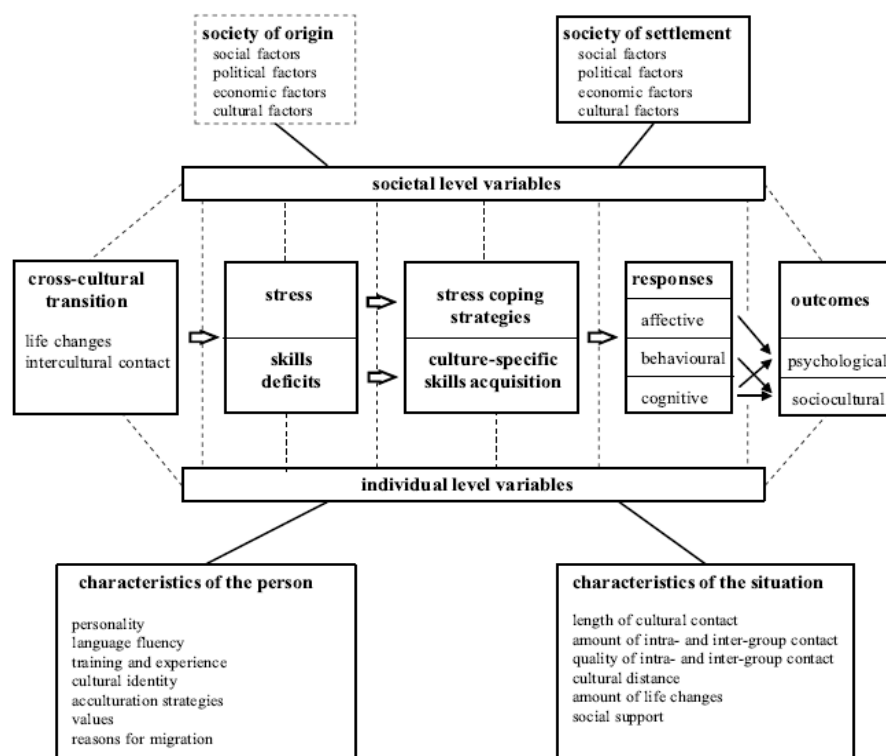 society of origin
social factors
political factors
economic factors
cultural factors
society of settlement
social factors
political factors
economic factors
cultural factors
societal level variables
cross-cultural
transition
life changes
intercultural contact
stress
skills
deficits
stress coping
strategies
culture-specific
skills acquisition
responses
affective
behavioural
cognitive
outcomes
psychological
sociocultural
individual level variables
characteristics of the person
personality
language fluency
training and experience
cultural identity
acculturation strategies
values
reasons for migration
characteristics of the situation
length of cultural contact
amount of intra- and inter-group contact
quality of intra- and inter-group contact
cultural distance
amount of life changes
social support